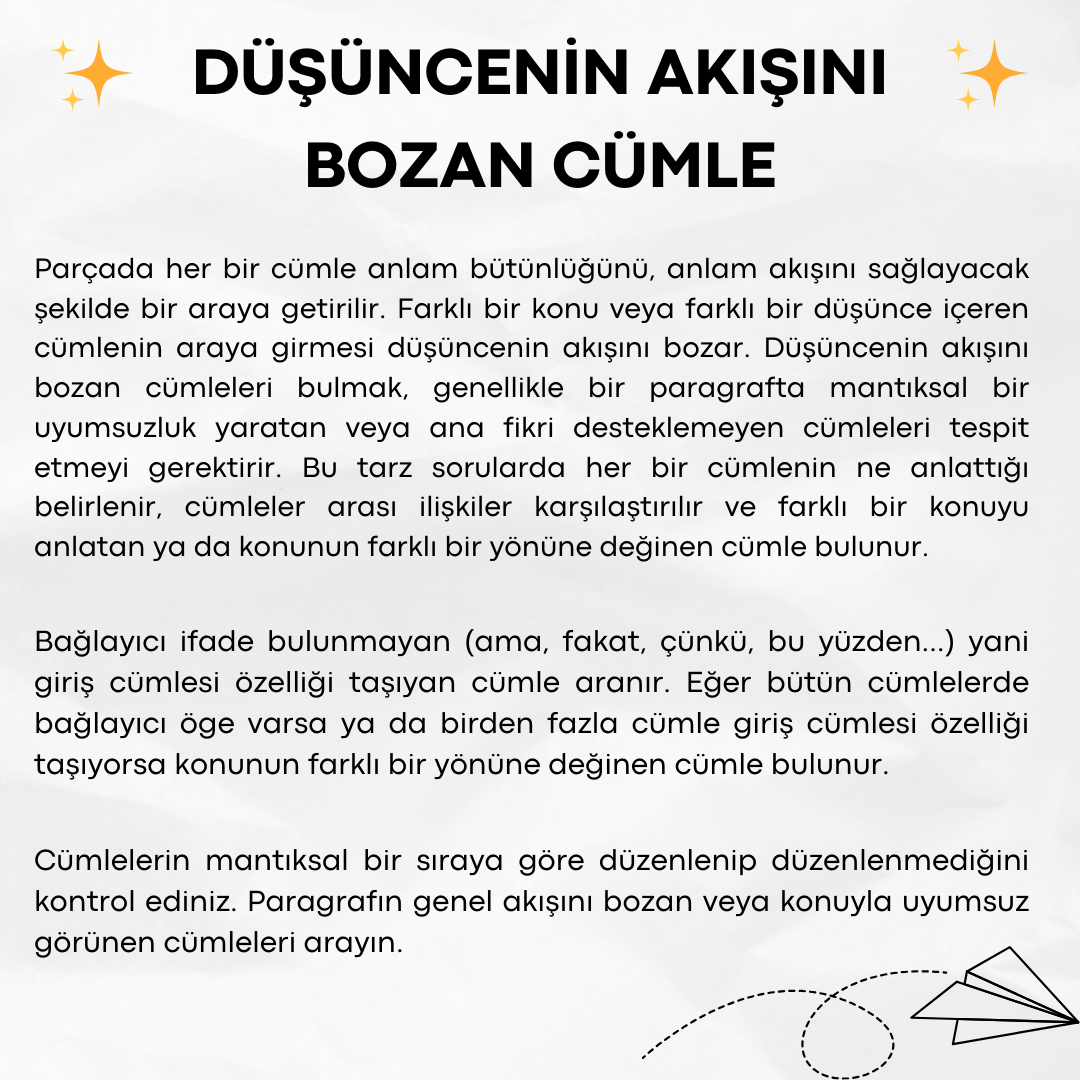 DÜŞÜNCENİN AKIŞINI
BOZAN CÜMLE
Parçada her bir cümle anlam bütünlüğünü, anlam akışını sağlayacak
şekilde bir araya getirilir. Farklı bir konu veya farklı bir düşünce içeren
cümlenin araya girmesi düşüncenin akışını bozar. Düşüncenin akışını
bozan cümleleri bulmak, genellikle bir paragrafta mantıksal bir
uyumsuzluk yaratan veya ana fikri desteklemeyen cümleleri tespit
etmeyi gerektirir. Bu tarz sorularda her bir cümlenin ne anlattığı
belirlenir, cümleler arası ilişkiler karşılaştırılır ve farklı bir konuyu
anlatan ya da konunun farklı bir yönüne değinen cümle bulunur.
Bağlayıcı ifade bulunmayan (ama, fakat, çünkü, bu yüzden...) yani
giriş cümlesi özelliği taşıyan cümle aranır. Eğer bütün cümlelerde
bağlayıcı öge varsa ya da birden fazla cümle giriş cümlesi özelliği
taşıyorsa konunun farklı bir yönüne değinen cümle bulunur.
Cümlelerin mantıksal bir sıraya göre düzenlenip düzenlenmediğini
kontrol ediniz. Paragrafın genel akışını bozan veya konuyla uyumsuz
görünen cümleleri arayın.